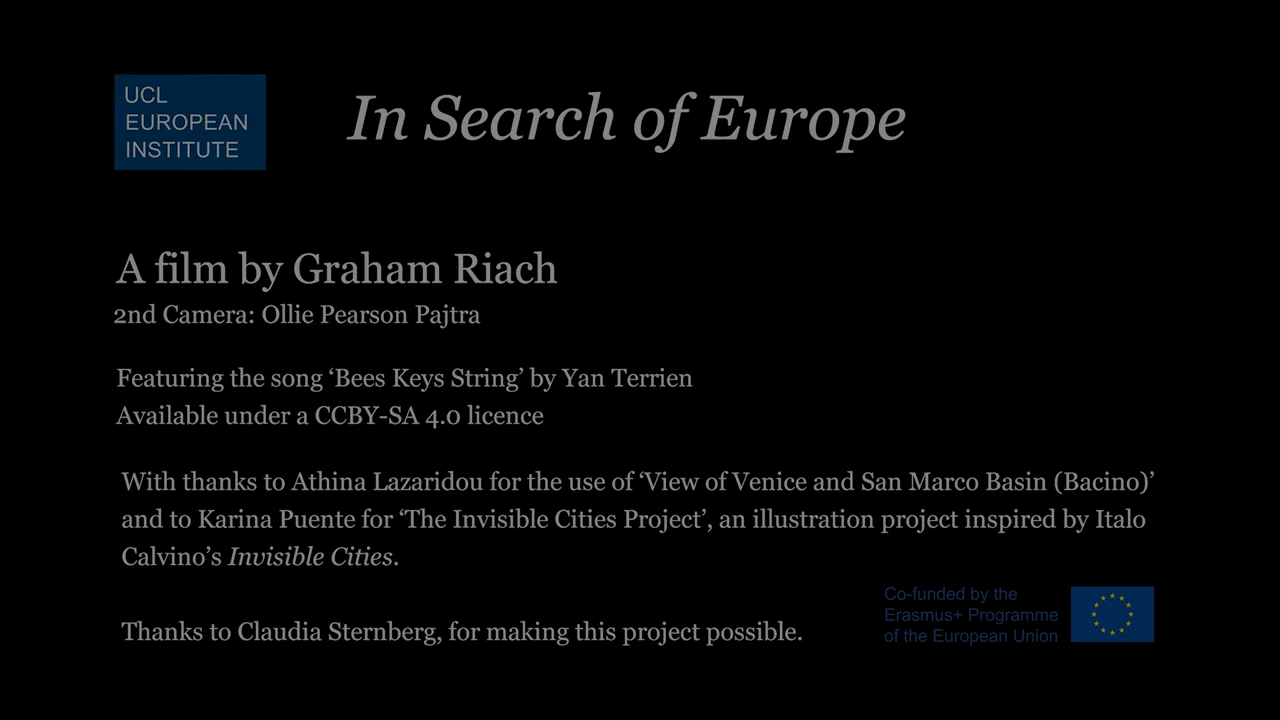 UCL
EUROPEAN
INSTITUTE
In Search of Europe
A film by Graham Riach
2nd Camera: Ollie Pearson Pajtra
Featuring the song ‘Bees Keys String’ by Yan Terrien
Available under a CCBY-SA 4.0 licence
With thanks to Athina Lazaridou for the use of ‘View of Venice and San Marco Basin (Bacino)’
and to Karina Puente for ‘The Invisible Cities Project’, an illustration project inspired by Italo
Calvino’s Invisible Cities.
Thanks to Claudia Sternberg, for making this project possible.
Co-funded by the
Erasmus+ Programme
of the European Union